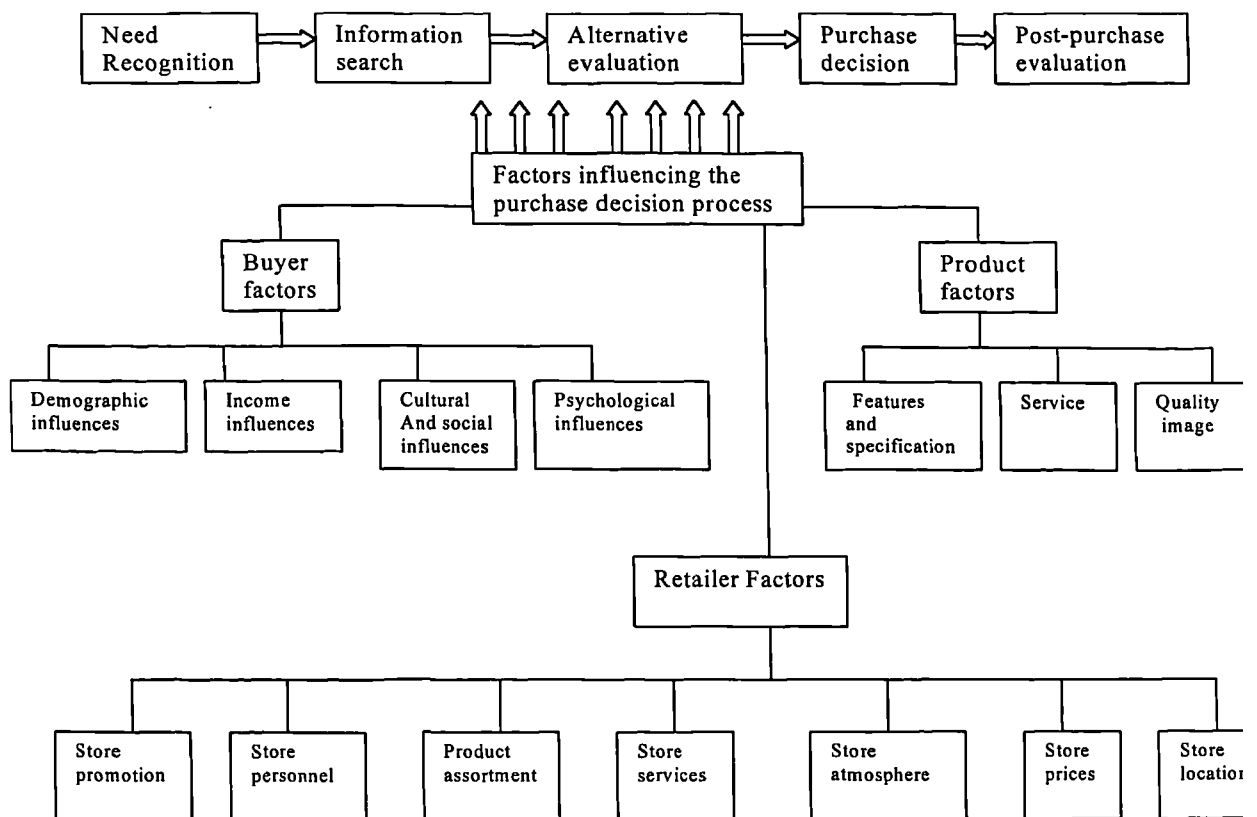 Need
Recognition
Information
search
Alternative
evaluation
Purchase
decision
Post-purchase
evaluation
Factors influencing the
purchase decision process
Buyer
factors
Product
factors
Demographic
influences
Income
influences
Cultural
And social
influences
Psychological
influences
Features
and
specification
Service
Quality
image
Retailer Factors
Store
promotion
Store
personnel
Product
assortment
Store
services
Store
atmosphere
Store
prices
Store
location